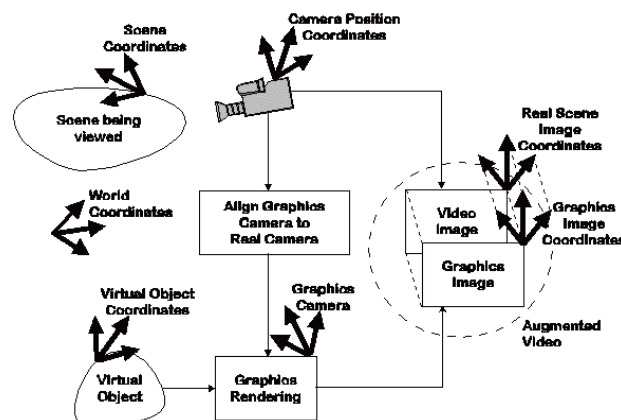 Scene
Coordinates
Camera Position
Coordinates
Scene being
viewed
Real Scene
Image
Coordinates
World
Coordinates
Align Graphics
Camera to
Real Camera
Video
Image
Graphics
Image
Coordinates
Graphics
Image
Virtual Object
Coordinates
Graphics
Camera
Augmented
Video
Virtual
Object
Graphics
Rendering